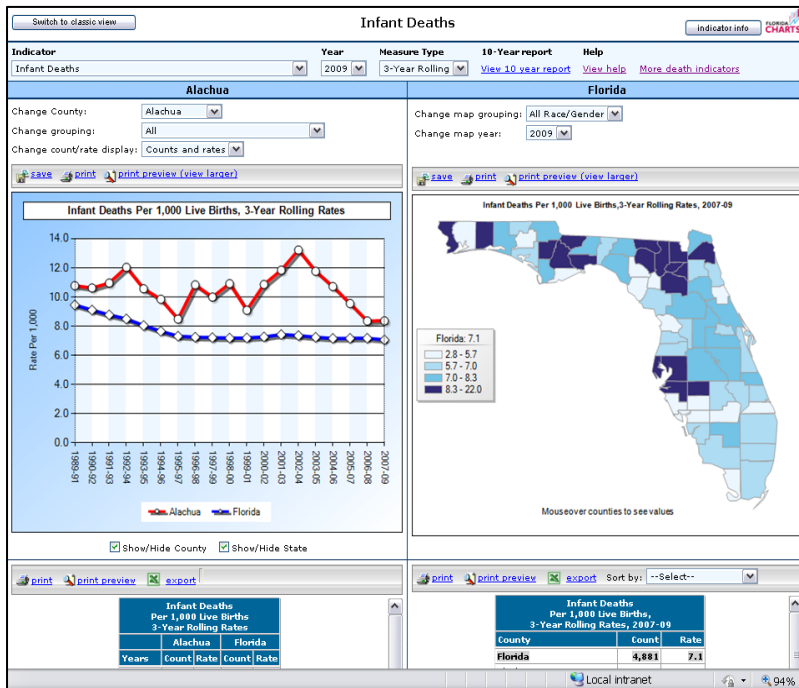 Switch to classic view
Infant Deaths
indicator info
FLORIDA
CHARTS
Indicator Year Measure Type 10-Year report Help
Infant Deaths 2009 3-Year Rolling View 10 year report View help More death indicators
Alachua
Change County: Alachua
Change grouping: All
Change count/rate display: Counts and rates
save print print preview (view larger)
Infant Deaths Per 1,000 Live Births, 3-Year Rolling Rates
Rate Per 1,000
14.0
12.0
10.0
8.0
6.0
4.0
2.0
0.0
1989-91
1990-92
1991-93
1992-94
1993-95
1994-96
1995-97
1996-98
1997-99
1998-00
1999-01
2000-02
2001-03
2002-04
2003-05
2004-06
2005-07
2006-08
2007-09
Alachua Florida
Show/Hide County Show/Hide State
print print preview export
Infant Deaths
Per 1,000 Live Births
3-Year Rolling Rates
Alachua Florida
Years Count Rate Count Rate
Florida
Change map grouping: All Race/Gender
Change map year: 2009
save print print preview (view larger)
Infant Deaths Per 1,000 Live Births,3-Year Rolling Rates, 2007-09
Florida: 7.1
2.8 - 5.7
5.7 - 7.0
7.0 - 8.3
8.3 - 22.0
Mouseover counties to see values
print print preview export Sort by: --Select--
Infant Deaths
Per 1,000 Live Births,
3-Year Rolling Rates, 2007-09
County Count Rate
Florida 4,881 7.1
Local intranet 94%